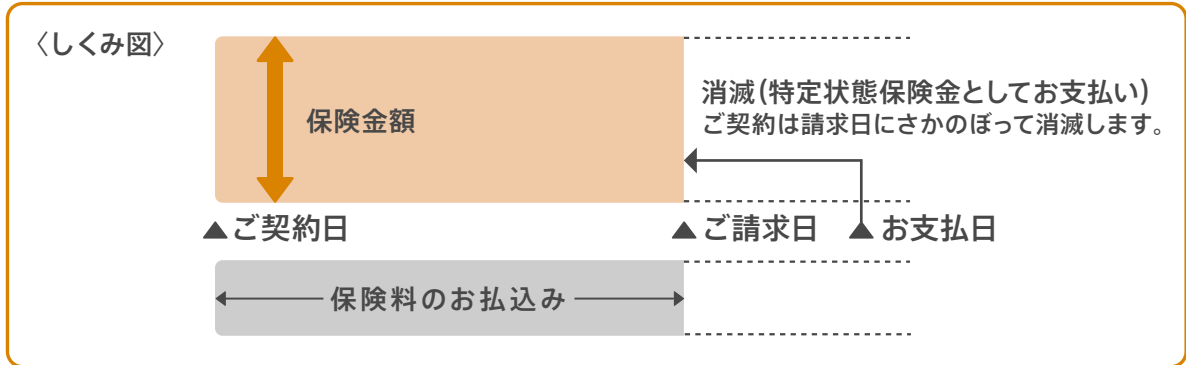 〈しくみ図〉
保険金額
消滅(特定状態保険金としてお支払い)
ご契約は請求日にさかのぼって消滅します。
▲ご契約日
▲ご請求日
▲お支払日
保険料のお払込み